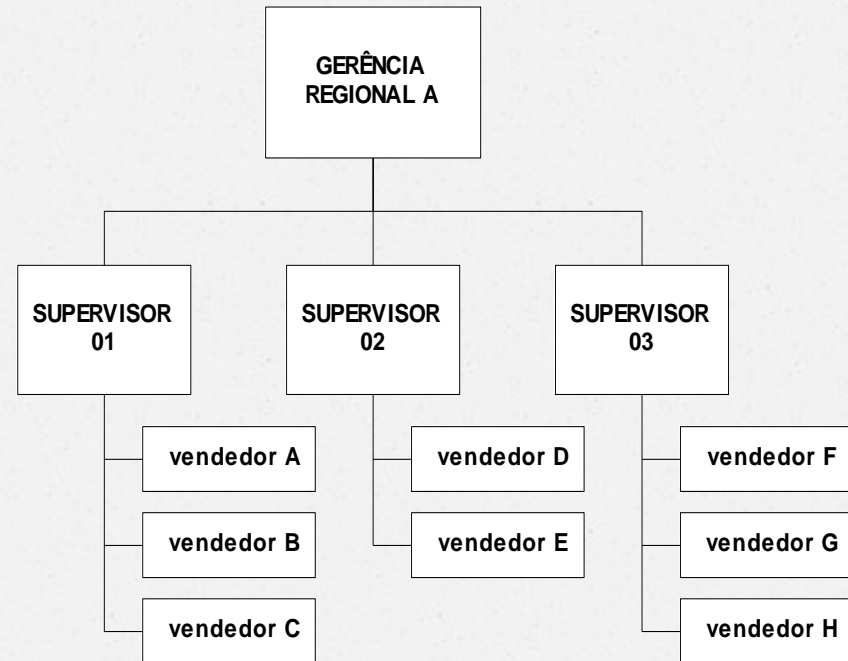 GERÊNCIA
REGIONAL A
SUPERVISOR
01
SUPERVISOR
02
SUPERVISOR
03
vendedor A
vendedor B
vendedor C
vendedor D
vendedor E
vendedor F
vendedor G
vendedor H